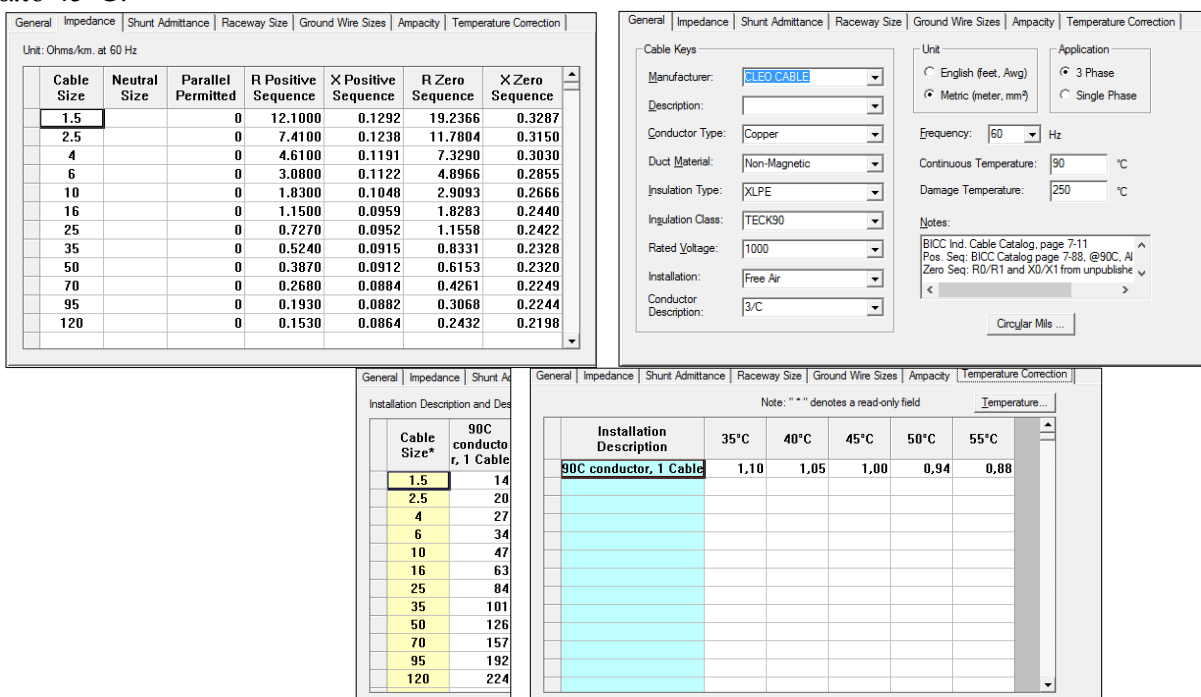 General Impedance Shunt Admittance Raceway Size Ground Wire Sizes Ampacity Temperature Correction
Unit: Ohms/km. at 60 Hz
Cable Size Neutral Size Parallel Permitted R Positive Sequence X Positive Sequence R Zero Sequence X Zero Sequence
1.5 0 12.1000 0.1292 19.2366 0.3287
2.5 0 7.4100 0.1238 11.7804 0.3150
4 0 4.6100 0.1191 7.3290 0.3030
6 0 3.0800 0.1122 4.8966 0.2855
10 0 1.8300 0.1048 2.9093 0.2666
16 0 1.1500 0.0959 1.8283 0.2440
25 0 0.7270 0.0952 1.1558 0.2422
35 0 0.5240 0.0915 0.8331 0.2328
50 0 0.3870 0.0912 0.6153 0.2320
70 0 0.2680 0.0884 0.4261 0.2249
95 0 0.1930 0.0882 0.3068 0.2244
120 0 0.1530 0.0864 0.2432 0.2198
General Impedance Shunt Admittance Raceway Size Ground Wire Sizes Ampacity Temperature Correction
Cable Keys
Manufacturer: CLEO CABLE
Description:
Conductor Type: Copper
Duct Material: Non-Magnetic
Insulation Type: XLPE
Insulation Class: TECK90
Rated Voltage: 1000
Installation: Free Air
Conductor Description: 3/C
Unit
English (feet, Awg)
Metric (meter, mm²)
Application
3 Phase
Single Phase
Frequency: 60 Hz
Continuous Temperature: 90 °C
Damage Temperature: 250 °C
Notes:
BICC Ind. Cable Catalog, page 7-11
Pos. Seq: BICC Catalog page 7-88, @90C, Al
Zero Seq: R0/R1 and X0/X1 from unpublishe
Circular Mils ...
General Impedance Shunt Ad
Installation Description and Des
Cable Size* 90C conducto r, 1 Cable
1.5 14
2.5 20
4 27
6 34
10 47
16 63
25 84
35 101
50 126
70 157
95 192
120 224
General Impedance Shunt Admittance Raceway Size Ground Wire Sizes Ampacity Temperature Correction
Note: " * " denotes a read-only field Temperature...
Installation Description 35°C 40°C 45°C 50°C 55°C
90C conductor, 1 Cable 1,10 1,05 1,00 0,94 0,88